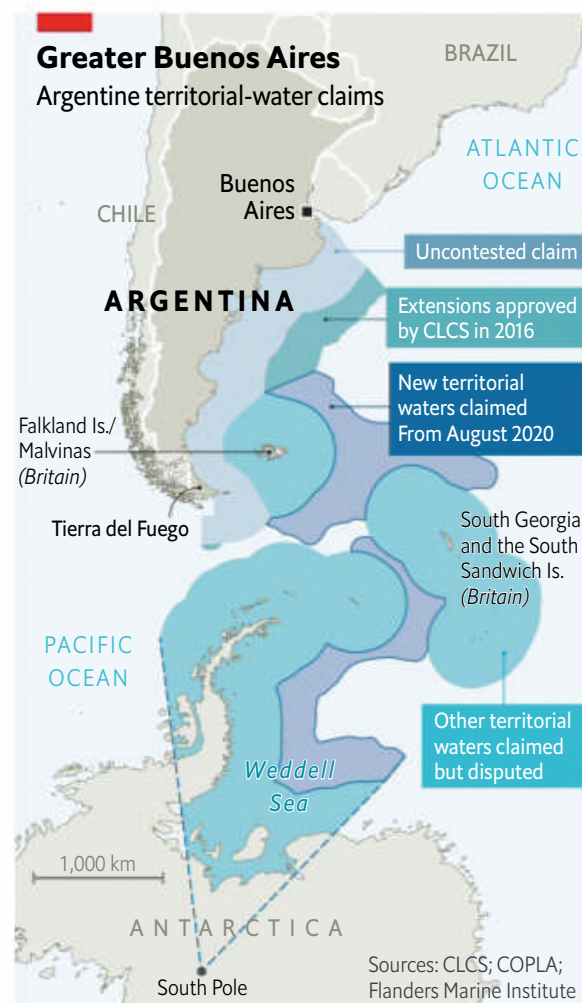 Greater Buenos Aires
Argentine territorial-water claims
BRAZIL
ATLANTIC
OCEAN
Buenos
Aires
CHILE
Uncontested claim
ARGENTINA
Extensions approved
by CLCS in 2016
New territorial
waters claimed
From August 2020
Falkland Is./
Malvinas
(Britain)
Tierra del Fuego
South Georgia
and the South
Sandwich Is.
(Britain)
PACIFIC
OCEAN
Other territorial
waters claimed
but disputed
Weddell
Sea
1,000 km
ANTARCTICA
South Pole
Sources: CLCS; COPLA;
Flanders Marine Institute